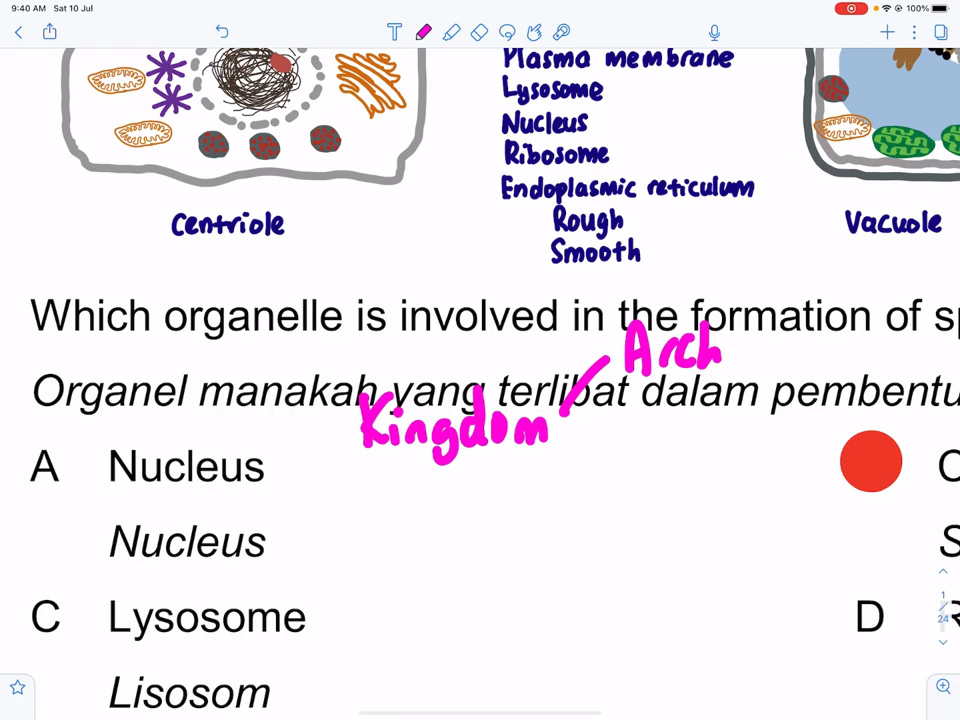 9:40 AM Sat 10 Jul
100%
T
Plasma membrane
Lysosome
Nucleus
Ribosome
Endoplasmic reticulum
Rough
Smooth
Centriole
Vacuole
Which organelle is involved in the formation of sp
Arch
Organel manakah yang terlibat dalam pembentu
Kingdom
A Nucleus
C
Nucleus
S
1
24
C Lysosome
D
Lisosom